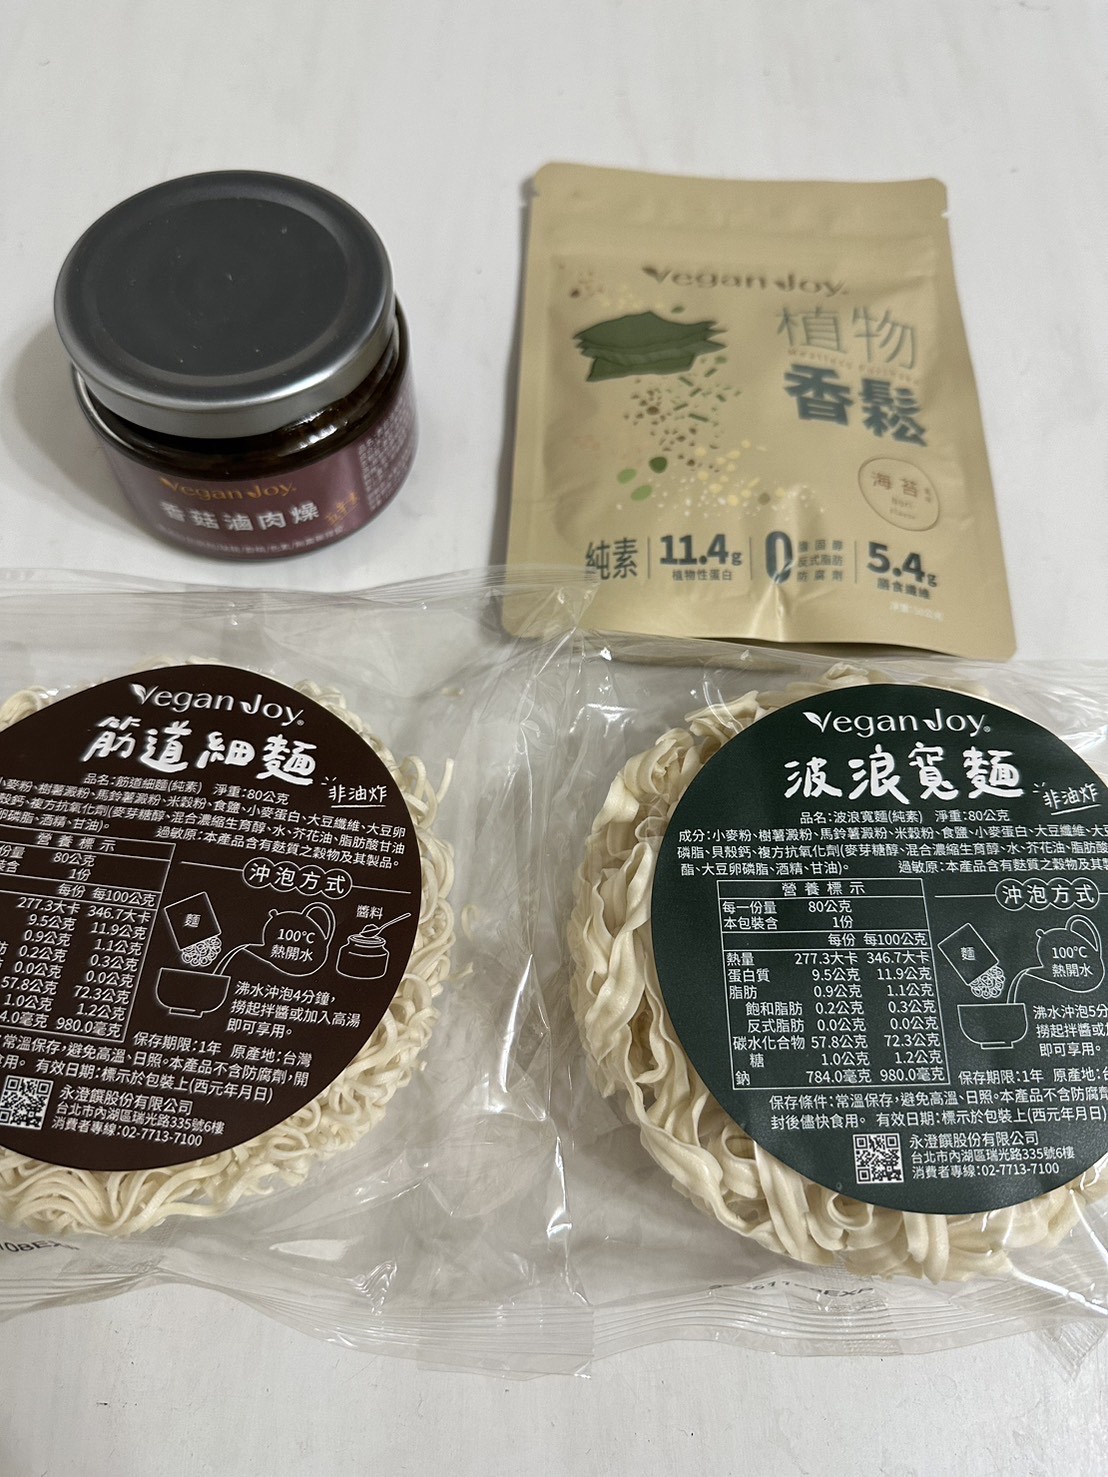 Vegan Joy.
香菇滷肉燥
Vegan Joy.
植物
香鬆
海苔
Nori
Flavor
純素
11.4g
植物性蛋白
0
反式脂肪
防腐劑
5.4g
膳食纖維
Vegan Joy®
筋道細麵
非油炸
品名:筋道細麵(純素) 淨重:80公克
小麥粉、樹薯澱粉、馬鈴薯澱粉、米穀粉、食鹽、小麥蛋白、大豆纖維、大豆卵
殼鈣、複方抗氧化劑(麥芽糖醇、混合濃縮生育醇、水、芥花油、脂肪酸甘油
卵磷脂、酒精、甘油)。 過敏原:本產品含有麩質之穀物及其製品。
營養標示
份量 80公克
裝含 1份
每份 每100公克
277.3大卡 346.7大卡
9.5公克 11.9公克
0.9公克 1.1公克
肪 0.2公克 0.3公克
0.0公克 0.0公克
57.8公克 72.3公克
1.0公克 1.2公克
4.0毫克 980.0毫克
沖泡方式
麵
100°C
熱開水
醬料
沸水沖泡4分鐘,
撈起拌醬或加入高湯
即可享用。
保存期限:1年 原產地:台灣
常溫保存,避免高溫、日照。本產品不含防腐劑,開
食用。 有效日期:標示於包裝上(西元年月日)
永澄饌股份有限公司
台北市內湖區瑞光路335號6樓
消費者專線:02-7713-7100
Vegan Joy®
波浪寬麵
非油炸
品名:波浪寬麵(純素) 淨重:80公克
成分:小麥粉、樹薯澱粉、馬鈴薯澱粉、米穀粉、食鹽、小麥蛋白、大豆纖維、大豆
磷脂、貝殼鈣、複方抗氧化劑(麥芽糖醇、混合濃縮生育醇、水、芥花油、脂肪酸
酯、大豆卵磷脂、酒精、甘油)。 過敏原:本產品含有麩質之穀物及其製
營養標示
每一份量 80公克
本包裝含 1份
每份 每100公克
熱量 277.3大卡 346.7大卡
蛋白質 9.5公克 11.9公克
脂肪 0.9公克 1.1公克
飽和脂肪 0.2公克 0.3公克
反式脂肪 0.0公克 0.0公克
碳水化合物 57.8公克 72.3公克
糖 1.0公克 1.2公克
鈉 784.0毫克 980.0毫克
沖泡方式
麵
100°C
熱開水
沸水沖泡5分
撈起拌醬或
即可享用。
保存期限:1年 原產地:台
保存條件:常溫保存,避免高溫、日照。本產品不含防腐劑
封後儘快食用。 有效日期:標示於包裝上(西元年月日)
永澄饌股份有限公司
台北市內湖區瑞光路335號6樓
消費者專線:02-7713-7100